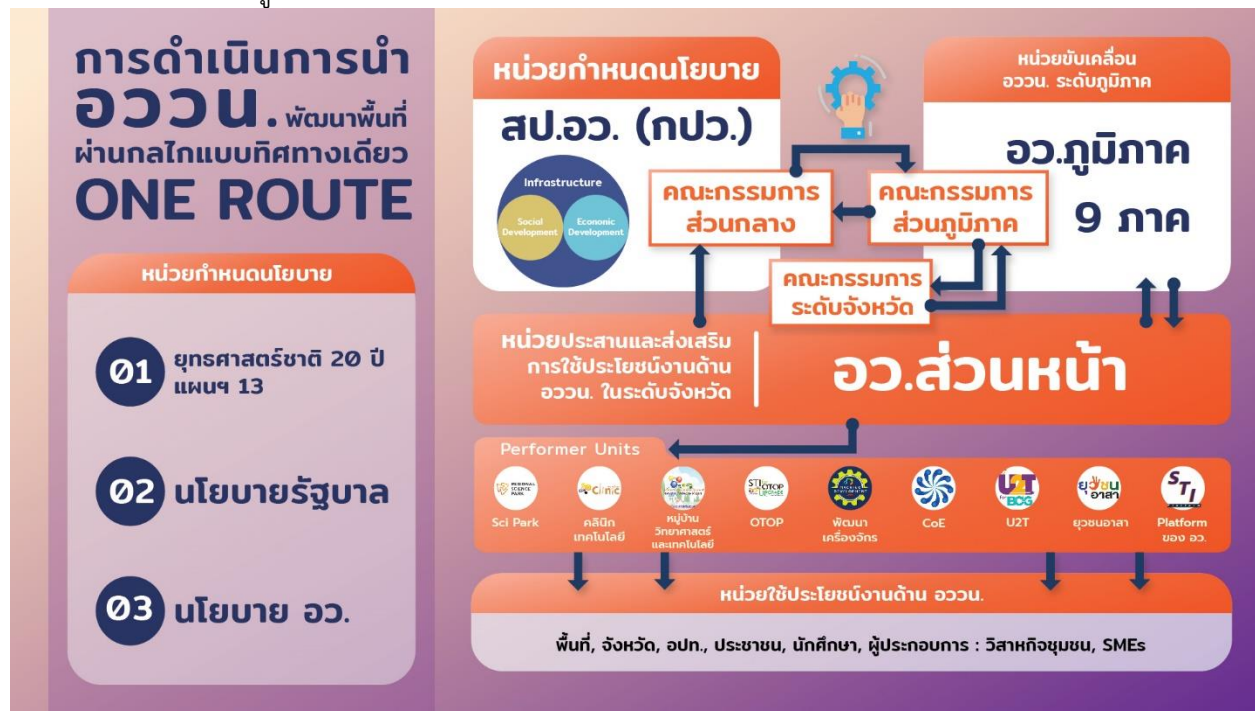 การดำเนินการนำ
อววน. พัฒนาพื้นที่
ผ่านกลไกแบบทิศทางเดียว
ONE ROUTE
หน่วยกำหนดนโยบาย
01 ยุทธศาสตร์ชาติ 20 ปี
แผนฯ 13
02 นโยบายรัฐบาล
03 นโยบาย อว.
หน่วยกำหนดนโยบาย
สป.อว. (กปว.)
Infrastructure
Social
Development
Economic
Development
หน่วยขับเคลื่อน
อววน. ระดับภูมิภาค
อว.ภูมิภาค
9 ภาค
คณะกรรมการ
ส่วนกลาง
คณะกรรมการ
ส่วนภูมิภาค
คณะกรรมการ
ระดับจังหวัด
หน่วยประสานและส่งเสริม
การใช้ประโยชน์งานด้าน
อววน. ในระดับจังหวัด
อว.ส่วนหน้า
Performer Units
REGIONAL
SCIENCE
PARK
Clinic
STI OTOP
UPGRADE
U2T
BCG
ยุวชน
อาสา
STI
Sci Park
คลินิก
เทคโนโลยี
หมู่บ้าน
วิทยาศาสตร์
และเทคโนโลยี
OTOP
พัฒนา
เครื่องจักร
CoE
U2T
ยุวชนอาสา
Platform
ของ อว.
หน่วยใช้ประโยชน์งานด้าน อววน.
พื้นที่, จังหวัด, อปท., ประชาชน, นักศึกษา, ผู้ประกอบการ : วิสาหกิจชุมชน, SMEs